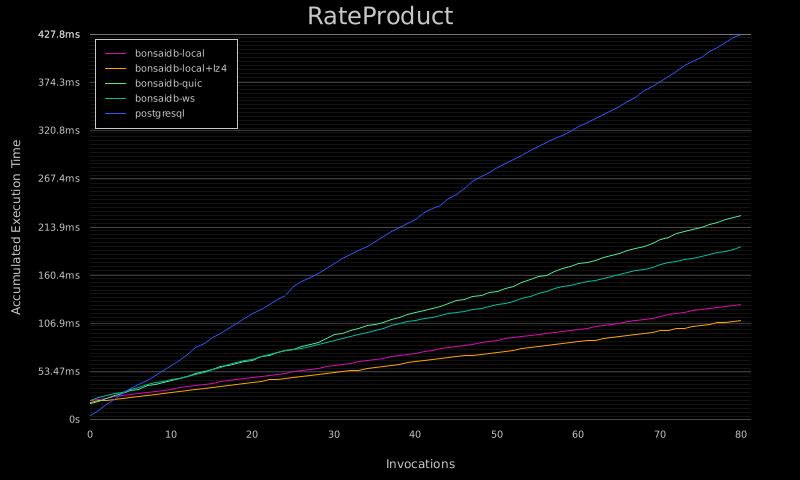 RateProduct
427.8ms
374.3ms
320.8ms
267.4ms
213.9ms
160.4ms
106.9ms
53.47ms
0s
Accumulated Execution Time
bonsaidb-local
bonsaidb-local+lz4
bonsaidb-quic
bonsaidb-ws
postgresql
0 10 20 30 40 50 60 70 80
Invocations